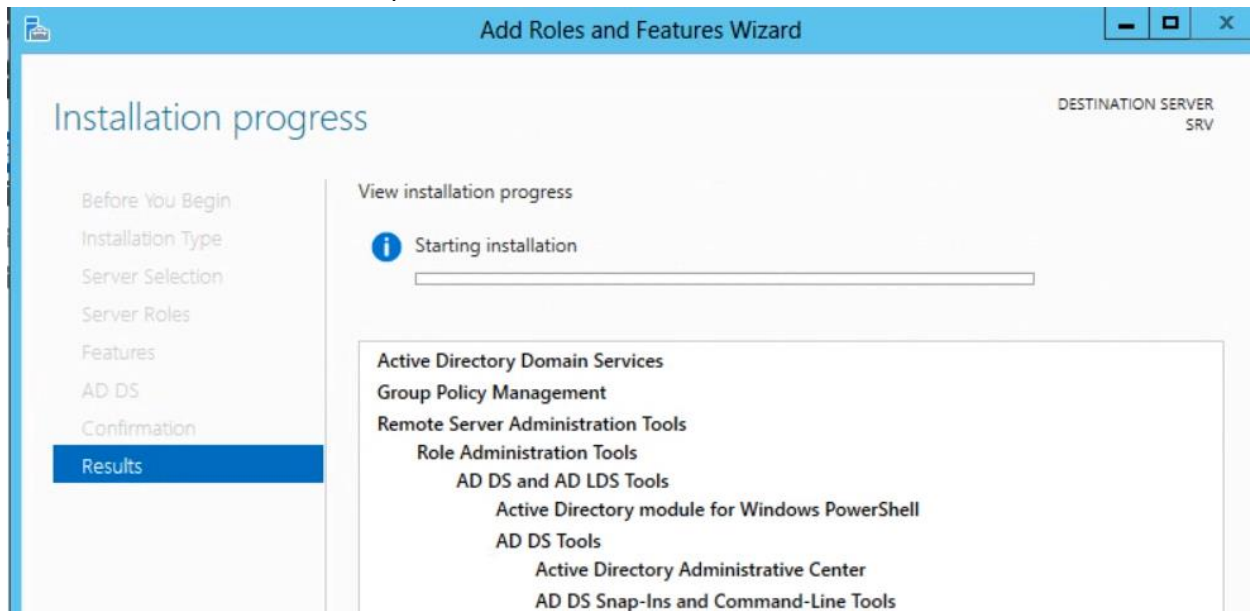 Add Roles and Features Wizard
Installation progress
DESTINATION SERVER
SRV
Before You Begin
Installation Type
Server Selection
Server Roles
Features
AD DS
Confirmation
Results
View installation progress
Starting installation
Active Directory Domain Services
Group Policy Management
Remote Server Administration Tools
Role Administration Tools
AD DS and AD LDS Tools
Active Directory module for Windows PowerShell
AD DS Tools
Active Directory Administrative Center
AD DS Snap-Ins and Command-Line Tools